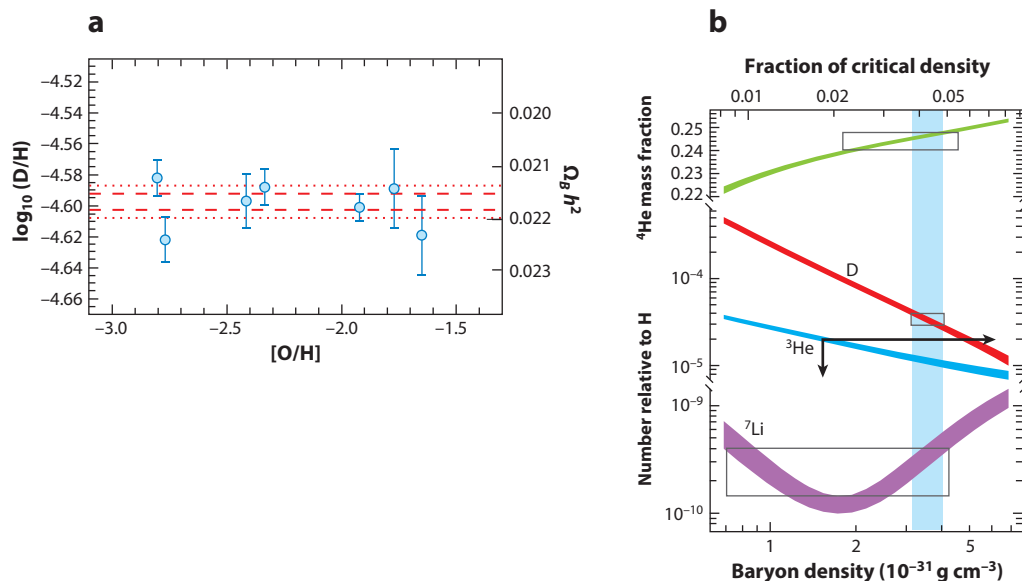 a
−4.52
−4.54
−4.56
−4.58
−4.60
−4.62
−4.64
−4.66
log₁₀ (D/H)
−3.0
−2.5
−2.0
−1.5
[O/H]
0.020
0.021
0.022
0.023
Ω_B h²
b
Fraction of critical density
0.01
0.02
0.05
⁴He mass fraction
0.25
0.24
0.23
0.22
D
10⁻⁴
³He
10⁻⁵
Number relative to H
10⁻⁹
⁷Li
10⁻¹⁰
1
2
5
Baryon density (10⁻³¹ g cm⁻³)